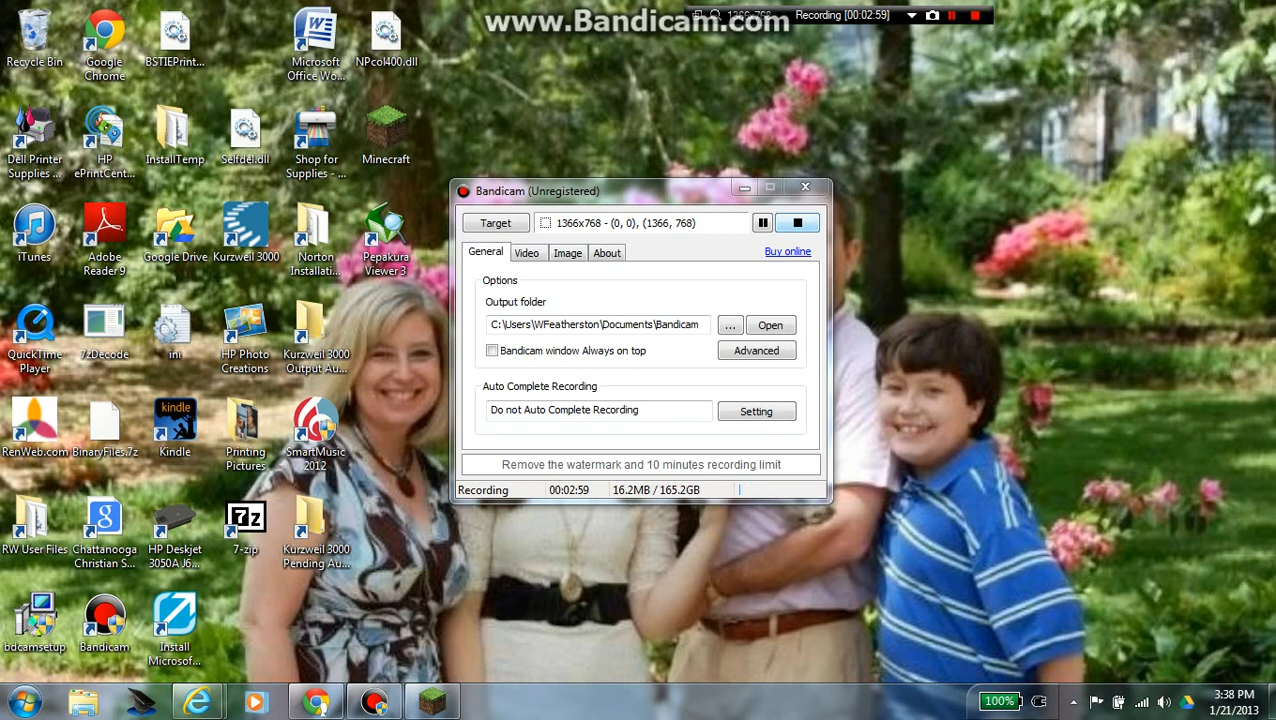 www.Bandicam.com
1366x768
Recording [00:02:59]
Recycle Bin
Google
Chrome
BSTIEPrint...
Microsoft
Office Wo...
NPcol400.dll
Dell Printer
Supplies ...
HP
ePrintCent...
InstallTemp
Selfdel.dll
Shop for
Supplies - ...
Minecraft
iTunes
Adobe
Reader 9
Google Drive
Kurzweil 3000
Norton
Installati...
Pepakura
Viewer 3
QuickTime
Player
7zDecode
ini
HP Photo
Creations
Kurzweil 3000
Output Au...
RenWeb.com
BinaryFiles.7z
kindle
Kindle
Printing
Pictures
SmartMusic
2012
RW User Files
Chattanooga
Christian S...
HP Deskjet
3050A J6...
7-zip
Kurzweil 3000
Pending Au...
bdcamsetup
Bandicam
Install
Microsof...
Bandicam (Unregistered)
Target
1366x768 - (0, 0), (1366, 768)
General
Video
Image
About
Buy online
Options
Output folder
C:\Users\WFeatherston\Documents\Bandicam
...
Open
Bandicam window Always on top
Advanced
Auto Complete Recording
Do not Auto Complete Recording
Setting
Remove the watermark and 10 minutes recording limit
Recording
00:02:59
16.2MB / 165.2GB
100%
3:38 PM
1/21/2013